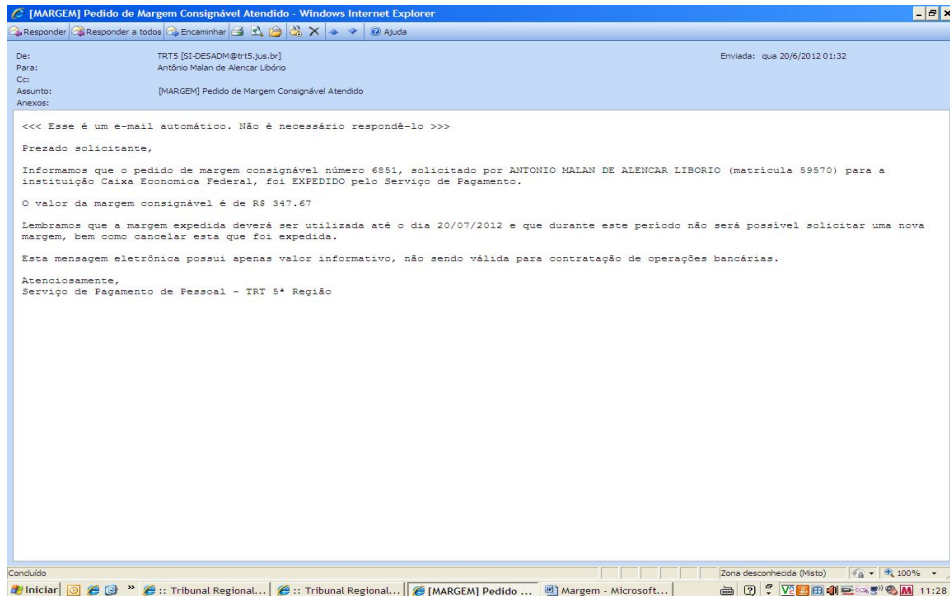 [MARGEM] Pedido de Margem Consignável Atendido - Windows Internet Explorer
Responder Responder a todos Encaminhar Ajuda
De: TRT5 [SI-DESADM@trt5.jus.br] Enviada: qua 20/6/2012 01:32
Para: Antônio Malan de Alencar Libório
Cc:
Assunto: [MARGEM] Pedido de Margem Consignável Atendido
Anexos:
<<< Esse é um e-mail automático. Não é necessário respondê-lo >>>
Prezado solicitante,
Informamos que o pedido de margem consignável número 6851, solicitado por ANTONIO MALAN DE ALENCAR LIBORIO (matrícula 59570) para a
instituição Caixa Economica Federal, foi EXPEDIDO pelo Serviço de Pagamento.
O valor da margem consignável é de R$ 347.67
Lembramos que a margem expedida deverá ser utilizada até o dia 20/07/2012 e que durante este período não será possível solicitar uma nova
margem, bem como cancelar esta que foi expedida.
Esta mensagem eletrônica possui apenas valor informativo, não sendo válida para contratação de operações bancárias.
Atenciosamente,
Serviço de Pagamento de Pessoal - TRT 5ª Região
Concluído Zona desconhecida (Misto) 100%
Iniciar :: Tribunal Regional... :: Tribunal Regional... [MARGEM] Pedido ... Margem - Microsoft... 11:28